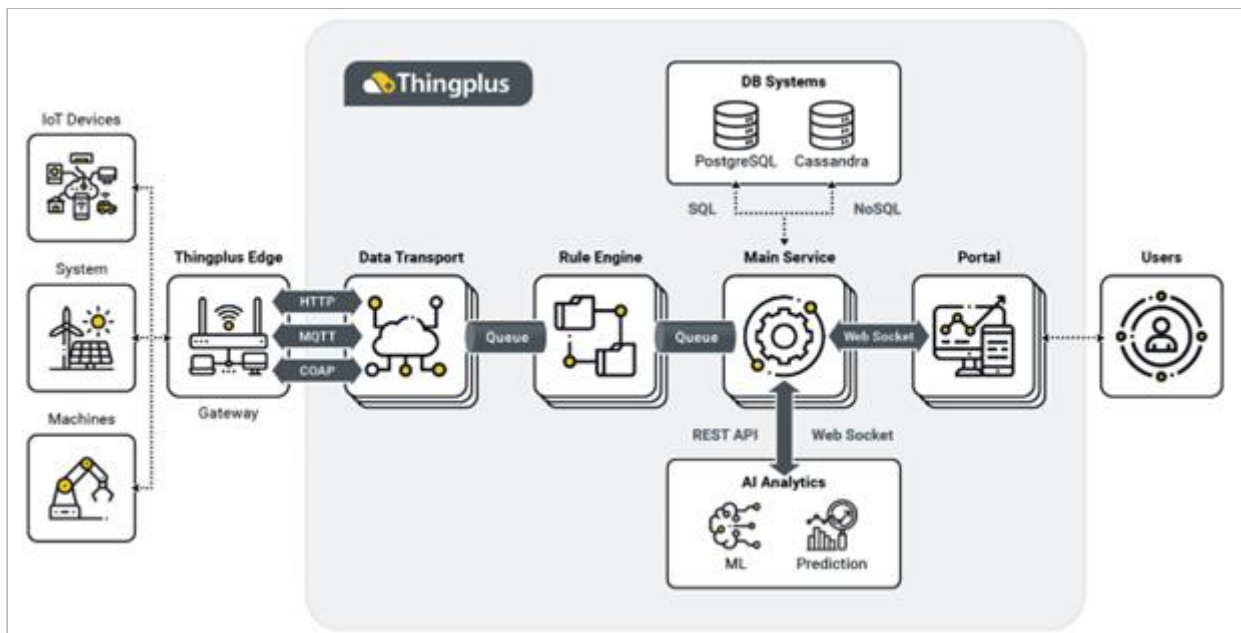 Thingplus
DB Systems
PostgreSQL
Cassandra
SQL
NoSQL
IoT Devices
System
Machines
Thingplus Edge
Gateway
HTTP
MQTT
COAP
Data Transport
Queue
Rule Engine
Queue
Main Service
Web Socket
Portal
Users
REST API
Web Socket
AI Analytics
ML
Prediction